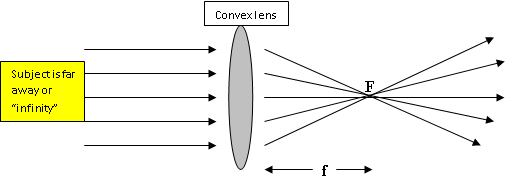 Convex lens
Subject is far
away or
“infinity”
F
f